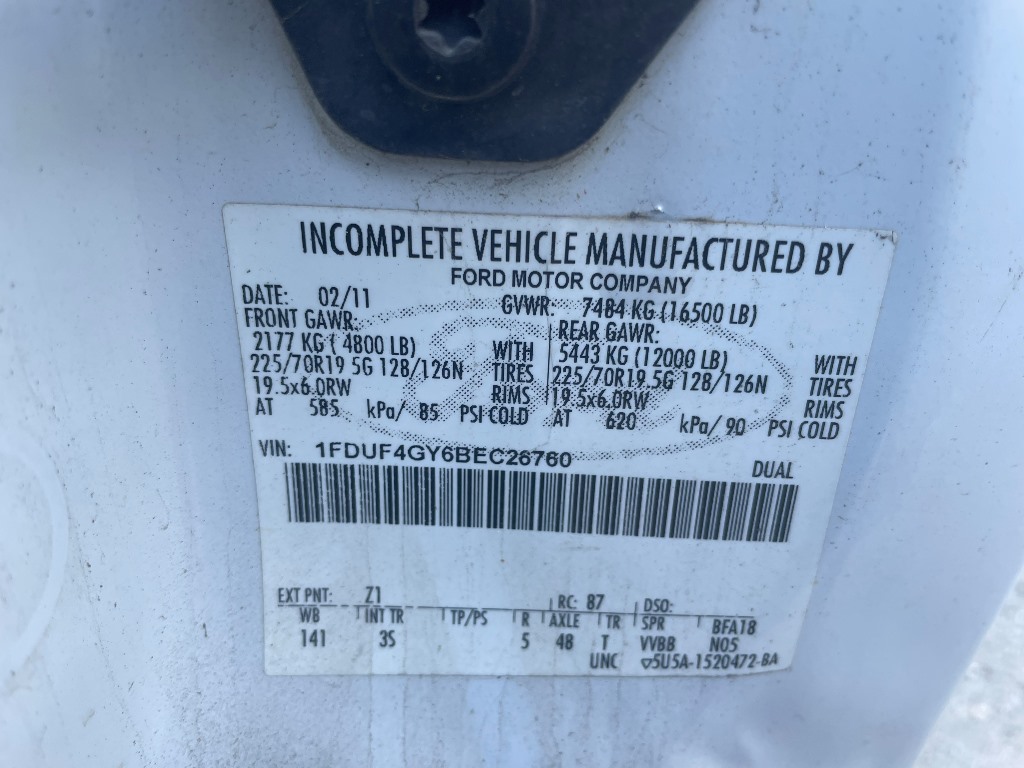 INCOMPLETE VEHICLE MANUFACTURED BY
FORD MOTOR COMPANY
DATE: 02/11 GVWR: 7484 KG (16500 LB)
FRONT GAWR: REAR GAWR:
2177 KG ( 4800 LB) WITH 5443 KG (12000 LB) WITH
225/70R19.5G 128/126N TIRES 225/70R19.5G 128/126N TIRES
19.5x6.0RW RIMS 19.5x6.0RW RIMS
AT 585 kPa/ 85 PSI COLD AT 620 kPa/ 90 PSI COLD
VIN: 1FDUF4GY6BEC26760 DUAL
EXT PNT: Z1 RC: 87 DSO:
WB INT TR TP/PS R AXLE TR SPR BFA18
141 3S 5 48 T VVBB N05
UNC ▽5U5A-1520472-BA